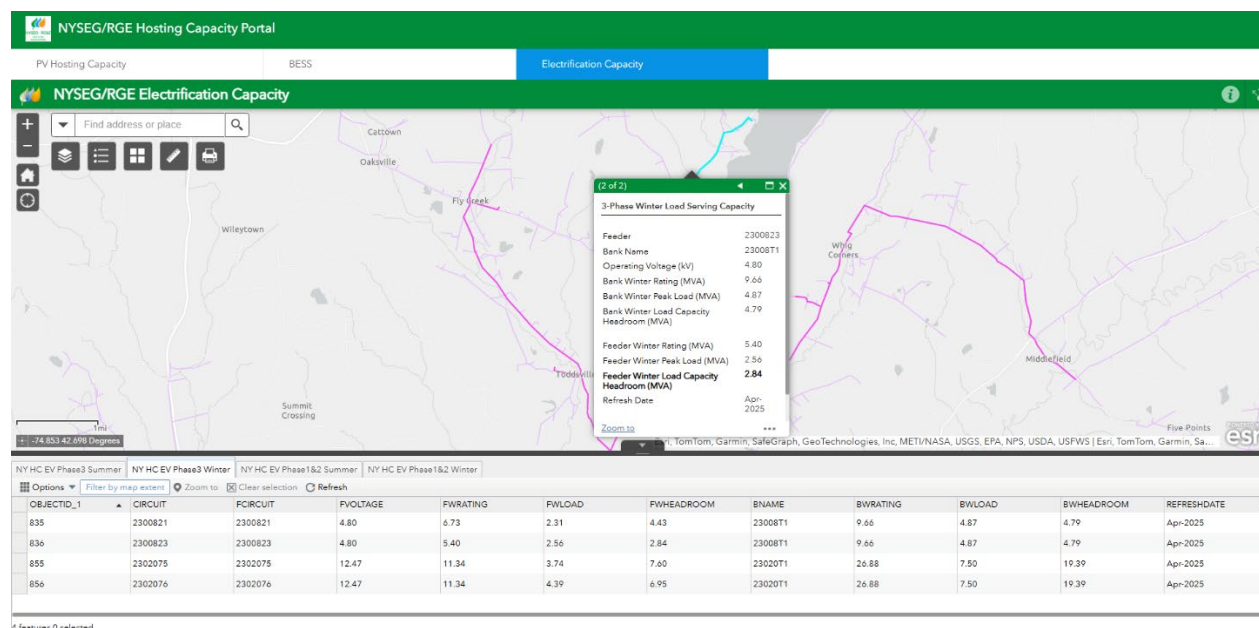 NYSEG/RGE Hosting Capacity Portal
PV Hosting Capacity
BESS
Electrification Capacity
NYSEG/RGE Electrification Capacity
Find address or place
Cattown
Oaksville
Fly Creek
Wileytown
Whig
Corners
Toddsville
Middlefield
Summit
Crossing
Five Points
(2 of 2)
3-Phase Winter Load Serving Capacity
Feeder 2300823
Bank Name 23008T1
Operating Voltage (kV) 4.80
Bank Winter Rating (MVA) 9.66
Bank Winter Peak Load (MVA) 4.87
Bank Winter Load Capacity 4.79
Headroom (MVA)
Feeder Winter Rating (MVA) 5.40
Feeder Winter Peak Load (MVA) 2.56
Feeder Winter Load Capacity 2.84
Headroom (MVA)
Refresh Date Apr-
2025
Zoom to
1mi
-74.853 42.698 Degrees
Esri, TomTom, Garmin, SafeGraph, GeoTechnologies, Inc, METI/NASA, USGS, EPA, NPS, USDA, USFWS | Esri, TomTom, Garmin, Sa...
esri
NY HC EV Phase3 Summer NY HC EV Phase3 Winter NY HC EV Phase1&2 Summer NY HC EV Phase1&2 Winter
Options Filter by map extent Zoom to Clear selection Refresh
OBJECTID_1 CIRCUIT FCIRCUIT FVOLTAGE FWRATING FWLOAD FWHEADROOM BNAME BWRATING BWLOAD BWHEADROOM REFRESHDATE
835 2300821 2300821 4.80 6.73 2.31 4.43 23008T1 9.66 4.87 4.79 Apr-2025
836 2300823 2300823 4.80 5.40 2.56 2.84 23008T1 9.66 4.87 4.79 Apr-2025
855 2302075 2302075 12.47 11.34 3.74 7.60 23020T1 26.88 7.50 19.39 Apr-2025
856 2302076 2302076 12.47 11.34 4.39 6.95 23020T1 26.88 7.50 19.39 Apr-2025
4 features 0 selected